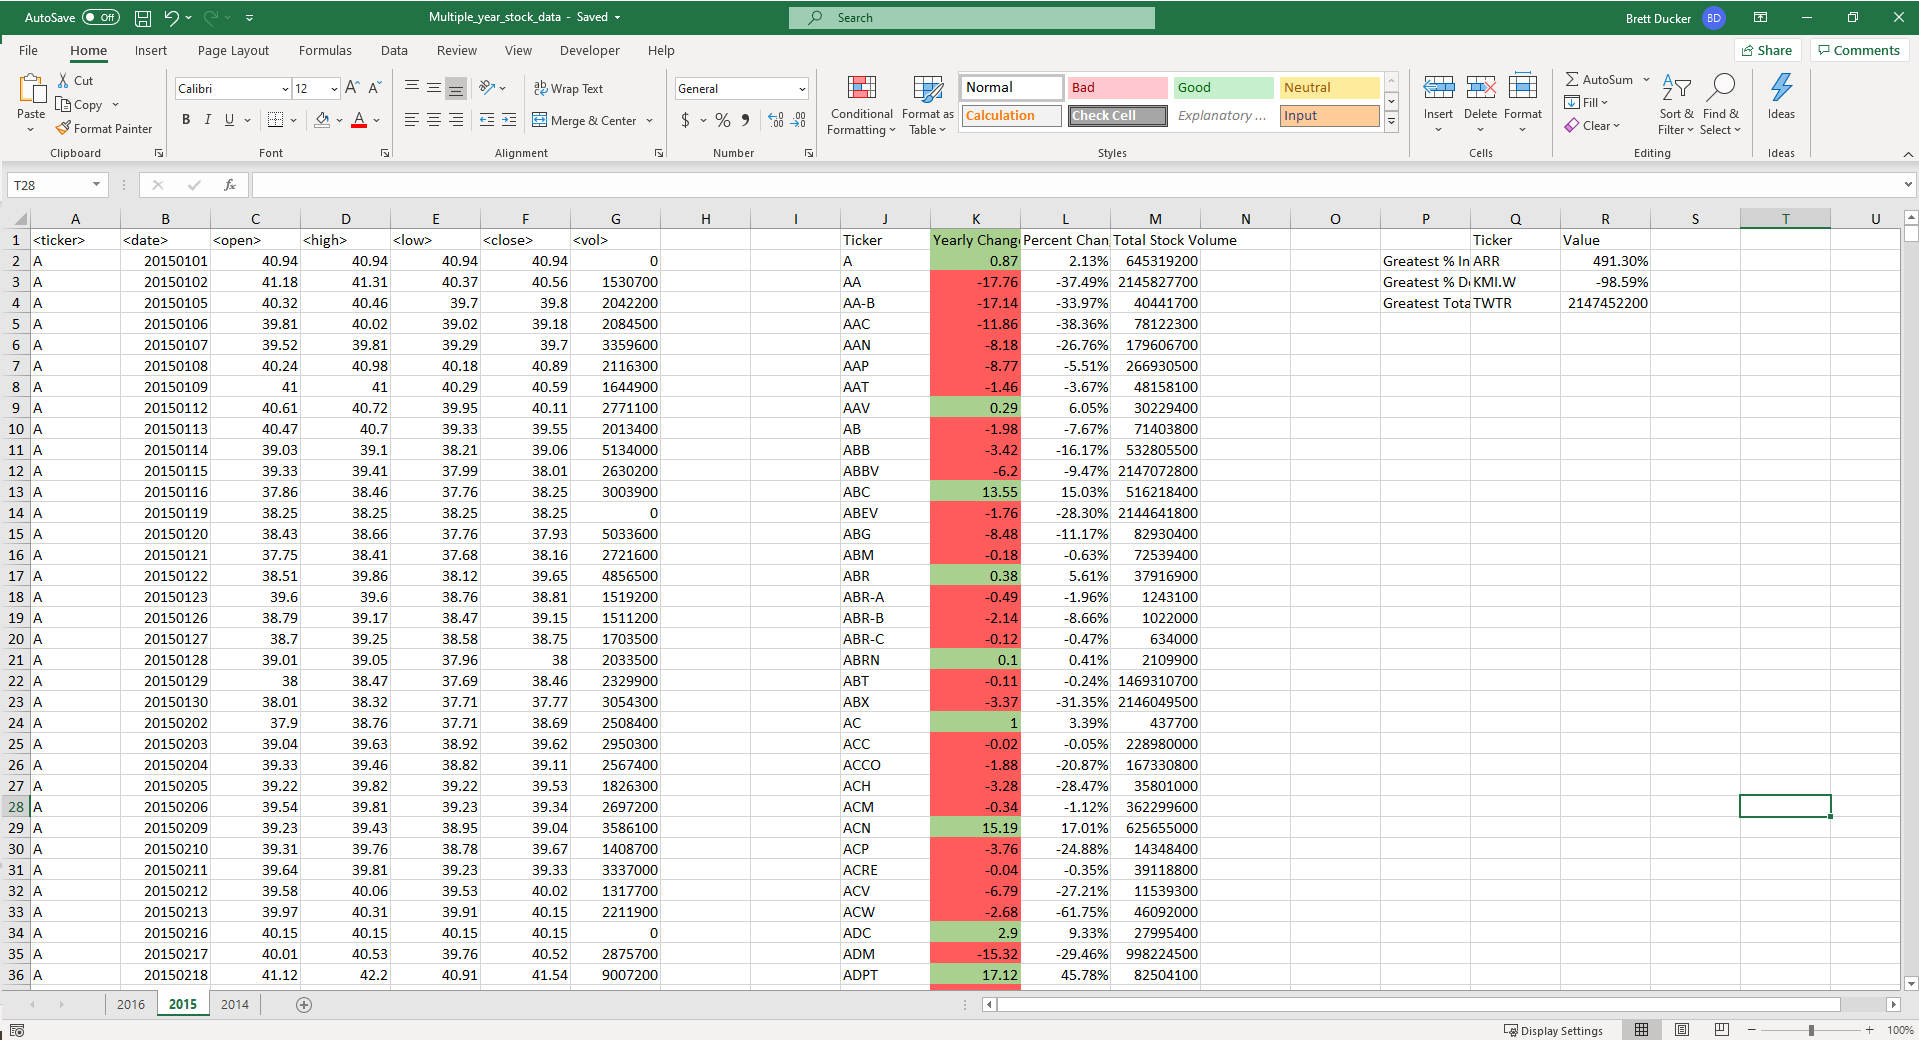 AutoSave Off Multiple_year_stock_data - Saved Search Brett Ducker BD
File Home Insert Page Layout Formulas Data Review View Developer Help Share Comments
Paste Cut Copy Format Painter Clipboard
Calibri 12 A A B I U A Font
ab Wrap Text Merge & Center Alignment
General $ % Number
Conditional Formatting Format as Table
Normal Bad Good Neutral
Calculation Check Cell Explanatory ... Input
Styles
Insert Delete Format Cells
AutoSum Fill Clear Sort & Filter Find & Select Editing
Ideas Ideas
T28 fx
A B C D E F G H I J K L M N O P Q R S T U
1 <ticker> <date> <open> <high> <low> <close> <vol> Ticker Yearly Change Percent Chan Total Stock Volume Ticker Value
2 A 20150101 40.94 40.94 40.94 40.94 0 A 0.87 2.13% 645319200 Greatest % In ARR 491.30%
3 A 20150102 41.18 41.31 40.37 40.56 1530700 AA -17.76 -37.49% 2145827700 Greatest % D KMI.W -98.59%
4 A 20150105 40.32 40.46 39.7 39.8 2042200 AA-B -17.14 -33.97% 40441700 Greatest Tota TWTR 2147452200
5 A 20150106 39.81 40.02 39.02 39.18 2084500 AAC -11.86 -38.36% 78122300
6 A 20150107 39.52 39.81 39.29 39.7 3359600 AAN -8.18 -26.76% 179606700
7 A 20150108 40.24 40.98 40.18 40.89 2116300 AAP -8.77 -5.51% 266930500
8 A 20150109 41 41 40.29 40.59 1644900 AAT -1.46 -3.67% 48158100
9 A 20150112 40.61 40.72 39.95 40.11 2771100 AAV 0.29 6.05% 30229400
10 A 20150113 40.47 40.7 39.33 39.55 2013400 AB -1.98 -7.67% 71403800
11 A 20150114 39.03 39.1 38.21 39.06 5134000 ABB -3.42 -16.17% 532805500
12 A 20150115 39.33 39.41 37.99 38.01 2630200 ABBV -6.2 -9.47% 2147072800
13 A 20150116 37.86 38.46 37.76 38.25 3003900 ABC 13.55 15.03% 516218400
14 A 20150119 38.25 38.25 38.25 38.25 0 ABEV -1.76 -28.30% 2144641800
15 A 20150120 38.43 38.66 37.76 37.93 5033600 ABG -8.48 -11.17% 82930400
16 A 20150121 37.75 38.41 37.68 38.16 2721600 ABM -0.18 -0.63% 72539400
17 A 20150122 38.51 39.86 38.12 39.65 4856500 ABR 0.38 5.61% 37916900
18 A 20150123 39.6 39.6 38.76 38.81 1519200 ABR-A -0.49 -1.96% 1243100
19 A 20150126 38.79 39.17 38.47 39.15 1511200 ABR-B -2.14 -8.66% 1022000
20 A 20150127 38.7 39.25 38.58 38.75 1703500 ABR-C -0.12 -0.47% 634000
21 A 20150128 39.01 39.05 37.96 38 2033500 ABRN 0.1 0.41% 2109900
22 A 20150129 38 38.47 37.69 38.46 2329900 ABT -0.11 -0.24% 1469310700
23 A 20150130 38.01 38.32 37.71 37.77 3054300 ABX -3.37 -31.35% 2146049500
24 A 20150202 37.9 38.76 37.71 38.69 2508400 AC 1 3.39% 437700
25 A 20150203 39.04 39.63 38.92 39.62 2950300 ACC -0.02 -0.05% 228980000
26 A 20150204 39.33 39.46 38.82 39.11 2567400 ACCO -1.88 -20.87% 167330800
27 A 20150205 39.22 39.82 39.22 39.53 1826300 ACH -3.28 -28.47% 35801000
28 A 20150206 39.54 39.81 39.23 39.34 2697200 ACM -0.34 -1.12% 362299600
29 A 20150209 39.23 39.43 38.95 39.04 3586100 ACN 15.19 17.01% 625655000
30 A 20150210 39.31 39.76 38.78 39.67 1408700 ACP -3.76 -24.88% 14348400
31 A 20150211 39.64 39.81 39.23 39.33 3337000 ACRE -0.04 -0.35% 39118800
32 A 20150212 39.58 40.06 39.53 40.02 1317700 ACV -6.79 -27.21% 11539300
33 A 20150213 39.97 40.31 39.91 40.15 2211900 ACW -2.68 -61.75% 46092000
34 A 20150216 40.15 40.15 40.15 40.15 0 ADC 2.9 9.33% 27995400
35 A 20150217 40.01 40.53 39.76 40.52 2875700 ADM -15.32 -29.46% 998224500
36 A 20150218 41.12 42.2 40.91 41.54 9007200 ADPT 17.12 45.78% 82504100
2016 2015 2014
Display Settings 100%